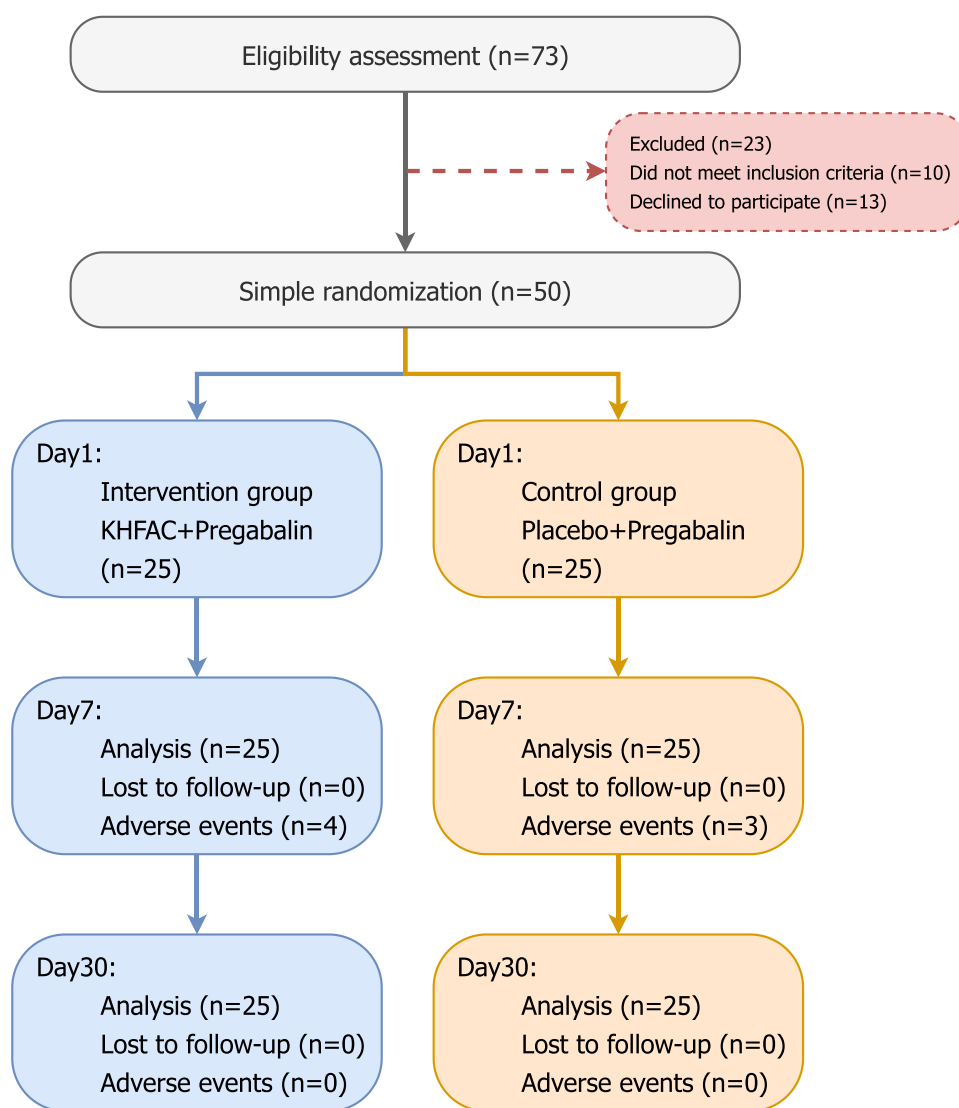 Eligibility assessment (n=73)
Excluded (n=23)
Did not meet inclusion criteria (n=10)
Declined to participate (n=13)
Simple randomization (n=50)
Day1:
Intervention group
KHFAC+Pregabalin
(n=25)
Day1:
Control group
Placebo+Pregabalin
(n=25)
Day7:
Analysis (n=25)
Lost to follow-up (n=0)
Adverse events (n=4)
Day7:
Analysis (n=25)
Lost to follow-up (n=0)
Adverse events (n=3)
Day30:
Analysis (n=25)
Lost to follow-up (n=0)
Adverse events (n=0)
Day30:
Analysis (n=25)
Lost to follow-up (n=0)
Adverse events (n=0)